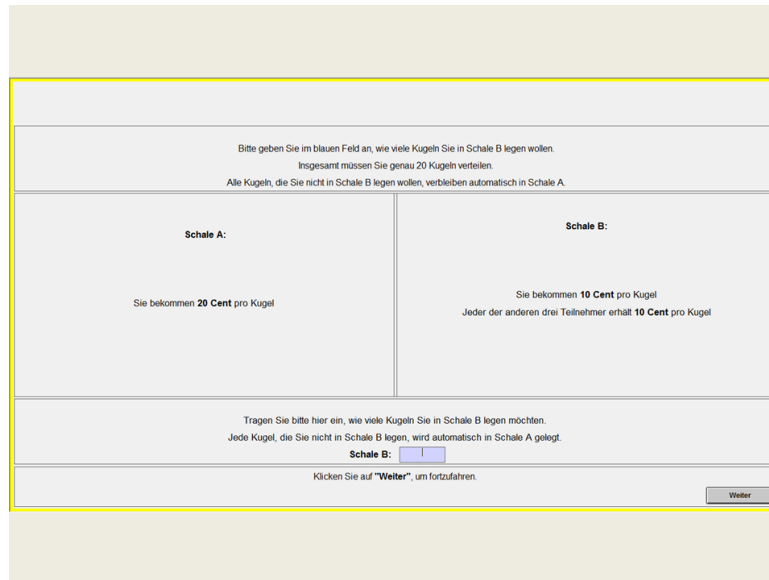 Bitte geben Sie im blauen Feld an, wie viele Kugeln Sie in Schale B legen wollen.
Insgesamt müssen Sie genau 20 Kugeln verteilen.
Alle Kugeln, die Sie nicht in Schale B legen wollen, verbleiben automatisch in Schale A.
Schale A:
Sie bekommen 20 Cent pro Kugel
Schale B:
Sie bekommen 10 Cent pro Kugel
Jeder der anderen drei Teilnehmer erhält 10 Cent pro Kugel
Tragen Sie bitte hier ein, wie viele Kugeln Sie in Schale B legen möchten.
Jede Kugel, die Sie nicht in Schale B legen, wird automatisch in Schale A gelegt.
Schale B:
Klicken Sie auf "Weiter", um fortzufahren.
Weiter